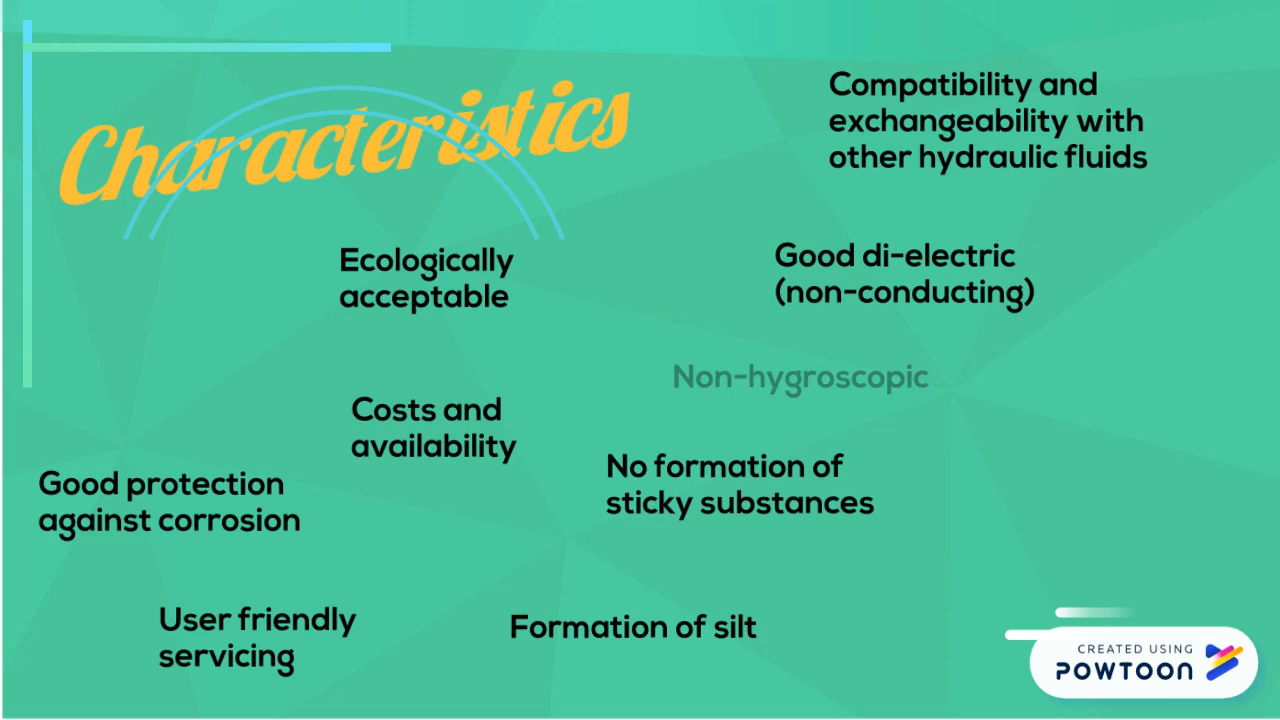 Characteristics
Compatibility and
exchangeability with
other hydraulic fluids
Ecologically
acceptable
Good di-electric
(non-conducting)
Non-hygroscopic
Costs and
availability
No formation of
sticky substances
Good protection
against corrosion
User friendly
servicing
Formation of silt
CREATED USING
POWTOON